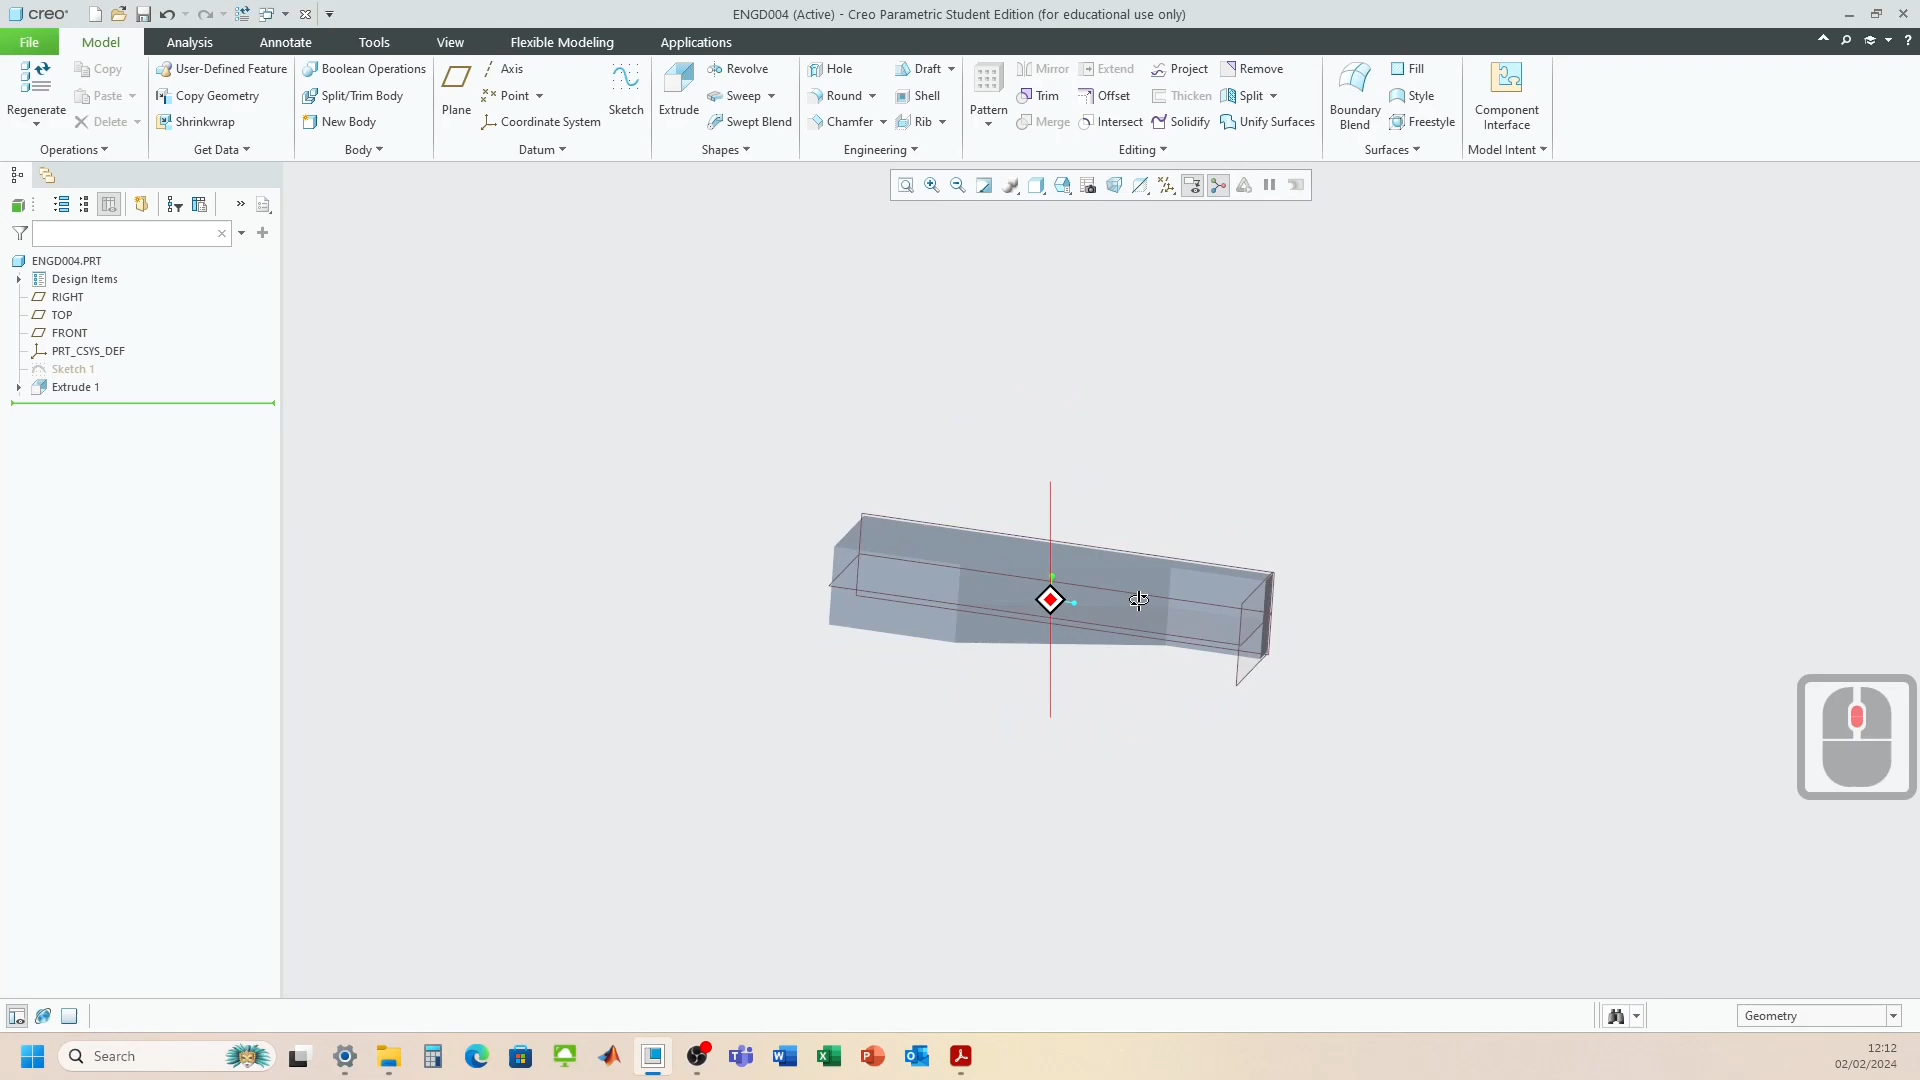 creo
ENGD004 (Active) - Creo Parametric Student Edition (for educational use only)
File
Model
Analysis
Annotate
Tools
View
Flexible Modeling
Applications
Regenerate
Copy
Paste
Delete
Operations
User-Defined Feature
Copy Geometry
Shrinkwrap
Get Data
Boolean Operations
Split/Trim Body
New Body
Body
Plane
Axis
Point
Coordinate System
Sketch
Datum
Extrude
Revolve
Sweep
Swept Blend
Shapes
Hole
Round
Chamfer
Draft
Shell
Rib
Engineering
Pattern
Mirror
Trim
Merge
Extend
Offset
Intersect
Project
Thicken
Solidify
Remove
Split
Unify Surfaces
Editing
Boundary
Blend
Fill
Style
Freestyle
Surfaces
Component
Interface
Model Intent
ENGD004.PRT
Design Items
RIGHT
TOP
FRONT
PRT_CSYS_DEF
Sketch 1
Extrude 1
Geometry
Search
12:12
02/02/2024